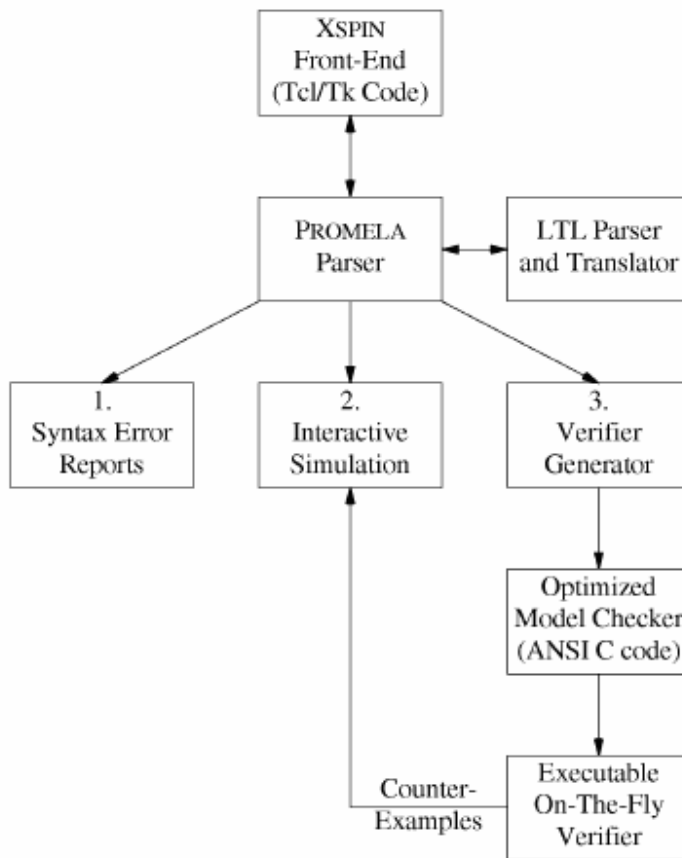 XSPIN
Front-End
(Tcl/Tk Code)
PROMELA
Parser
LTL Parser
and Translator
1.
Syntax Error
Reports
2.
Interactive
Simulation
3.
Verifier
Generator
Optimized
Model Checker
(ANSI C code)
Counter-
Examples
Executable
On-The-Fly
Verifier